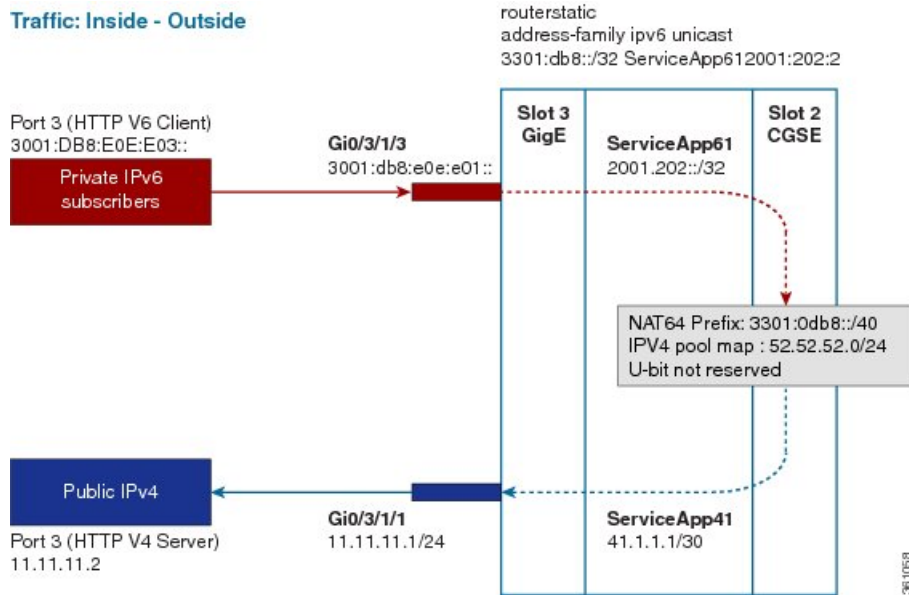 Traffic: Inside - Outside
routerstatic
address-family ipv6 unicast
3301:db8::/32 ServiceApp612001:202:2
Port 3 (HTTP V6 Client)
3001:DB8:E0E:E03::
Private IPv6
subscribers
Gi0/3/1/3
3001:db8:e0e:e01::
Slot 3
GigE
ServiceApp61
2001.202::/32
Slot 2
CGSE
NAT64 Prefix: 3301:0db8::/40
IPV4 pool map : 52.52.52.0/24
U-bit not reserved
Public IPv4
Port 3 (HTTP V4 Server)
11.11.11.2
Gi0/3/1/1
11.11.11.1/24
ServiceApp41
41.1.1.1/30
361058